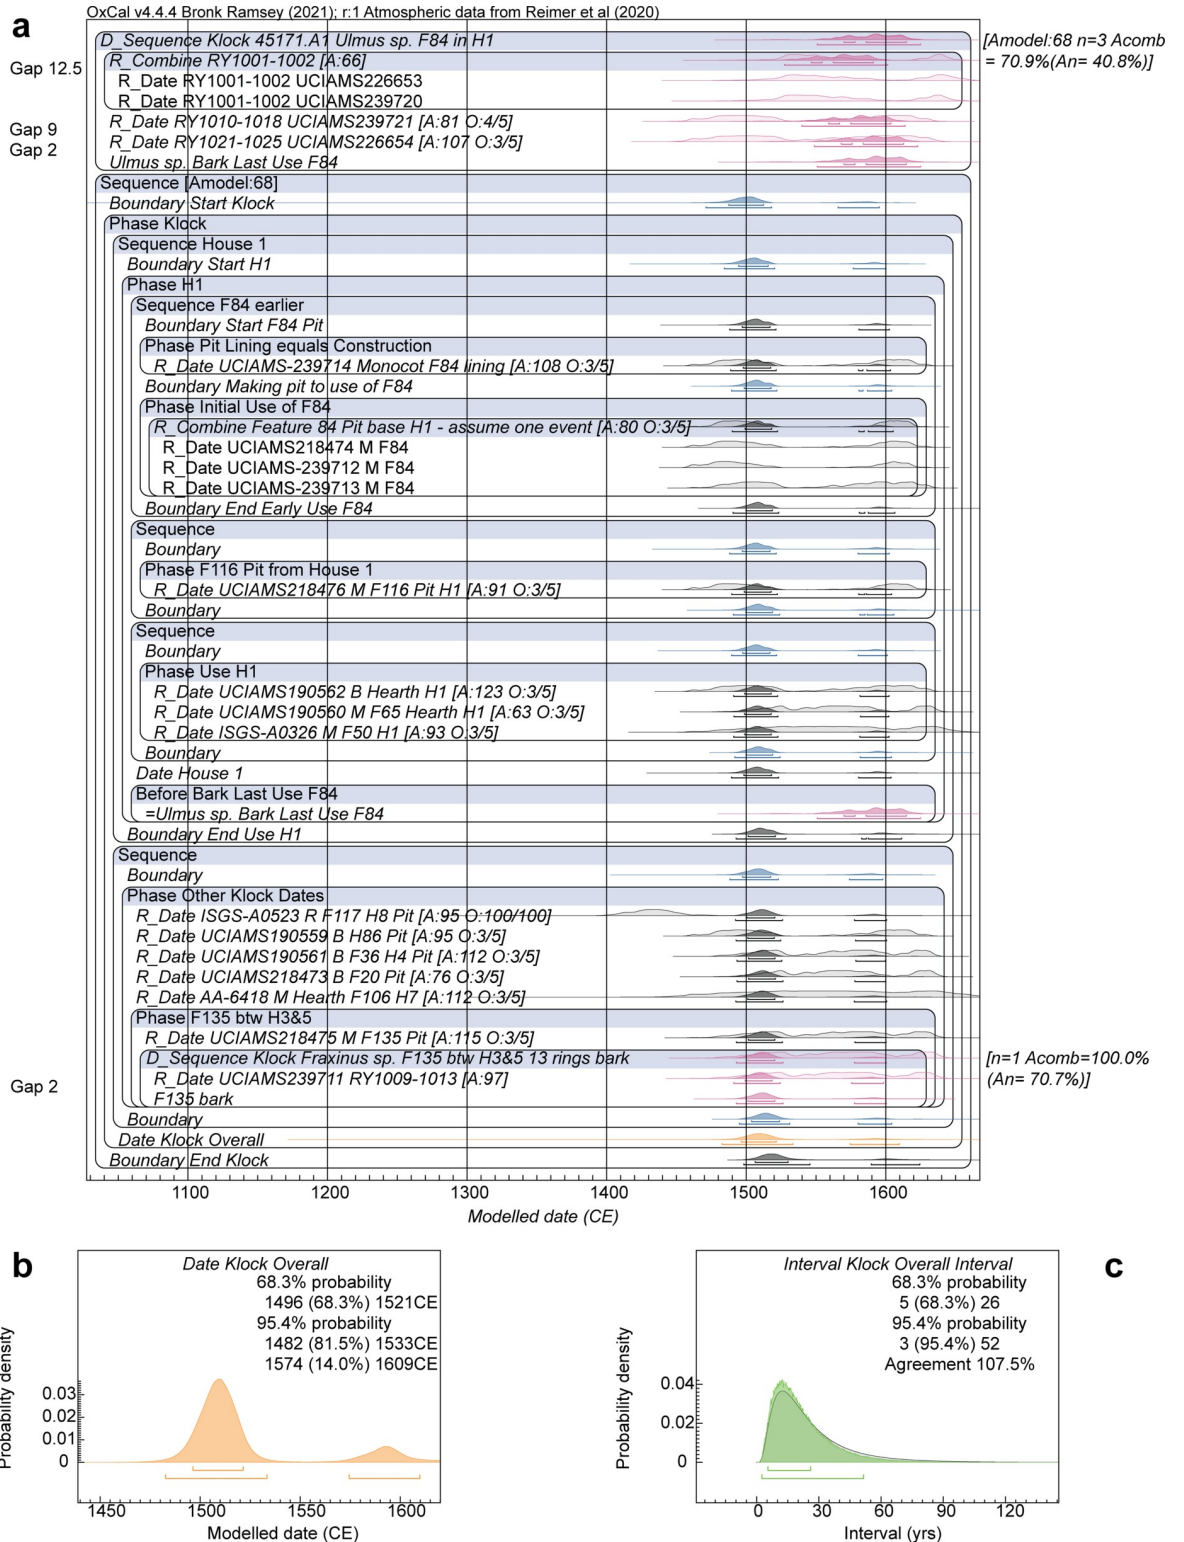 OxCal v4.4.4 Bronk Ramsey (2021); r:1 Atmospheric data from Reimer et al (2020)
a
D_Sequence Klock 45171.A1 Ulmus sp. F84 in H1
[Amodel:68 n=3 Acomb
= 70.9%(An= 40.8%)]
Gap 12.5
R_Combine RY1001-1002 [A:66]
R_Date RY1001-1002 UCIAMS226653
R_Date RY1001-1002 UCIAMS239720
Gap 9
R_Date RY1010-1018 UCIAMS239721 [A:81 O:4/5]
Gap 2
R_Date RY1021-1025 UCIAMS226654 [A:107 O:3/5]
Ulmus sp. Bark Last Use F84
Sequence [Amodel:68]
Boundary Start Klock
Phase Klock
Sequence House 1
Boundary Start H1
Phase H1
Sequence F84 earlier
Boundary Start F84 Pit
Phase Pit Lining equals Construction
R_Date UCIAMS-239714 Monocot F84 lining [A:108 O:3/5]
Boundary Making pit to use of F84
Phase Initial Use of F84
R_Combine Feature 84 Pit base H1 - assume one event [A:80 O:3/5]
R_Date UCIAMS218474 M F84
R_Date UCIAMS-239712 M F84
R_Date UCIAMS-239713 M F84
Boundary End Early Use F84
Sequence
Boundary
Phase F116 Pit from House 1
R_Date UCIAMS218476 M F116 Pit H1 [A:91 O:3/5]
Boundary
Sequence
Boundary
Phase Use H1
R_Date UCIAMS190562 B Hearth H1 [A:123 O:3/5]
R_Date UCIAMS190560 M F65 Hearth H1 [A:63 O:3/5]
R_Date ISGS-A0326 M F50 H1 [A:93 O:3/5]
Boundary
Date House 1
Before Bark Last Use F84
=Ulmus sp. Bark Last Use F84
Boundary End Use H1
Sequence
Boundary
Phase Other Klock Dates
R_Date ISGS-A0523 R F117 H8 Pit [A:95 O:100/100]
R_Date UCIAMS190559 B H86 Pit [A:95 O:3/5]
R_Date UCIAMS190561 B F36 H4 Pit [A:112 O:3/5]
R_Date UCIAMS218473 B F20 Pit [A:76 O:3/5]
R_Date AA-6418 M Hearth F106 H7 [A:112 O:3/5]
Phase F135 btw H3&5
R_Date UCIAMS218475 M F135 Pit [A:115 O:3/5]
D_Sequence Klock Fraxinus sp. F135 btw H3&5 13 rings bark
[n=1 Acomb=100.0%
(An= 70.7%)]
Gap 2
R_Date UCIAMS239711 RY1009-1013 [A:97]
F135 bark
Boundary
Date Klock Overall
Boundary End Klock
1100 1200 1300 1400 1500 1600
Modelled date (CE)
b
Date Klock Overall
68.3% probability
1496 (68.3%) 1521CE
95.4% probability
1482 (81.5%) 1533CE
1574 (14.0%) 1609CE
Probability density
0.03
0.02
0.01
0
1450 1500 1550 1600
Modelled date (CE)
c
Interval Klock Overall Interval
68.3% probability
5 (68.3%) 26
95.4% probability
3 (95.4%) 52
Agreement 107.5%
Probability density
0.04
0.02
0
0 30 60 90 120
Interval (yrs)